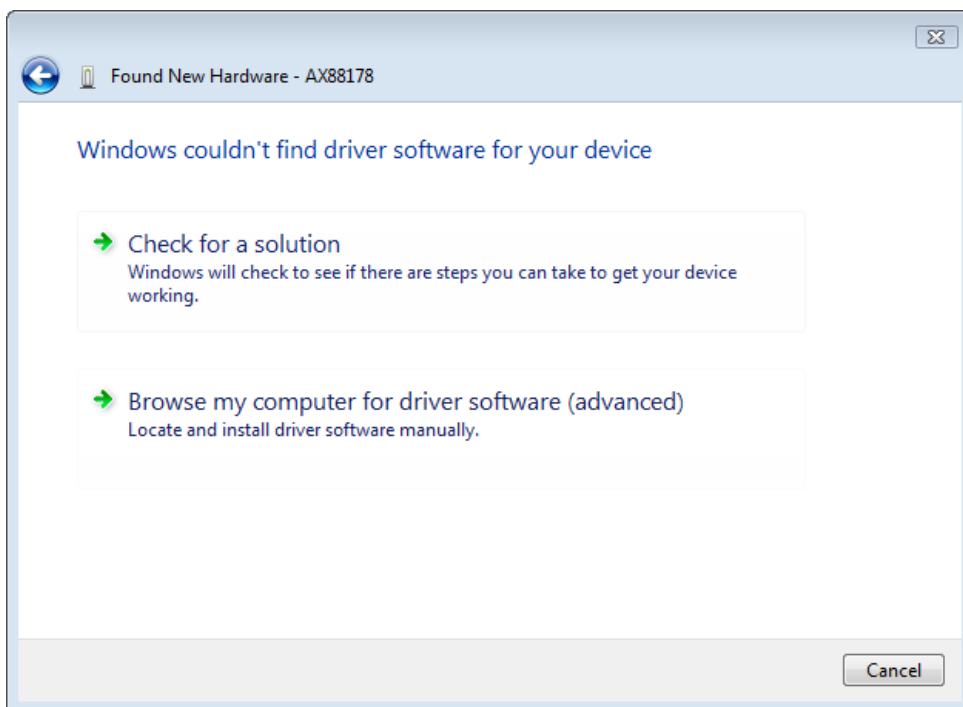 Found New Hardware - AX88178
Windows couldn't find driver software for your device
Check for a solution
Windows will check to see if there are steps you can take to get your device
working.
Browse my computer for driver software (advanced)
Locate and install driver software manually.
Cancel